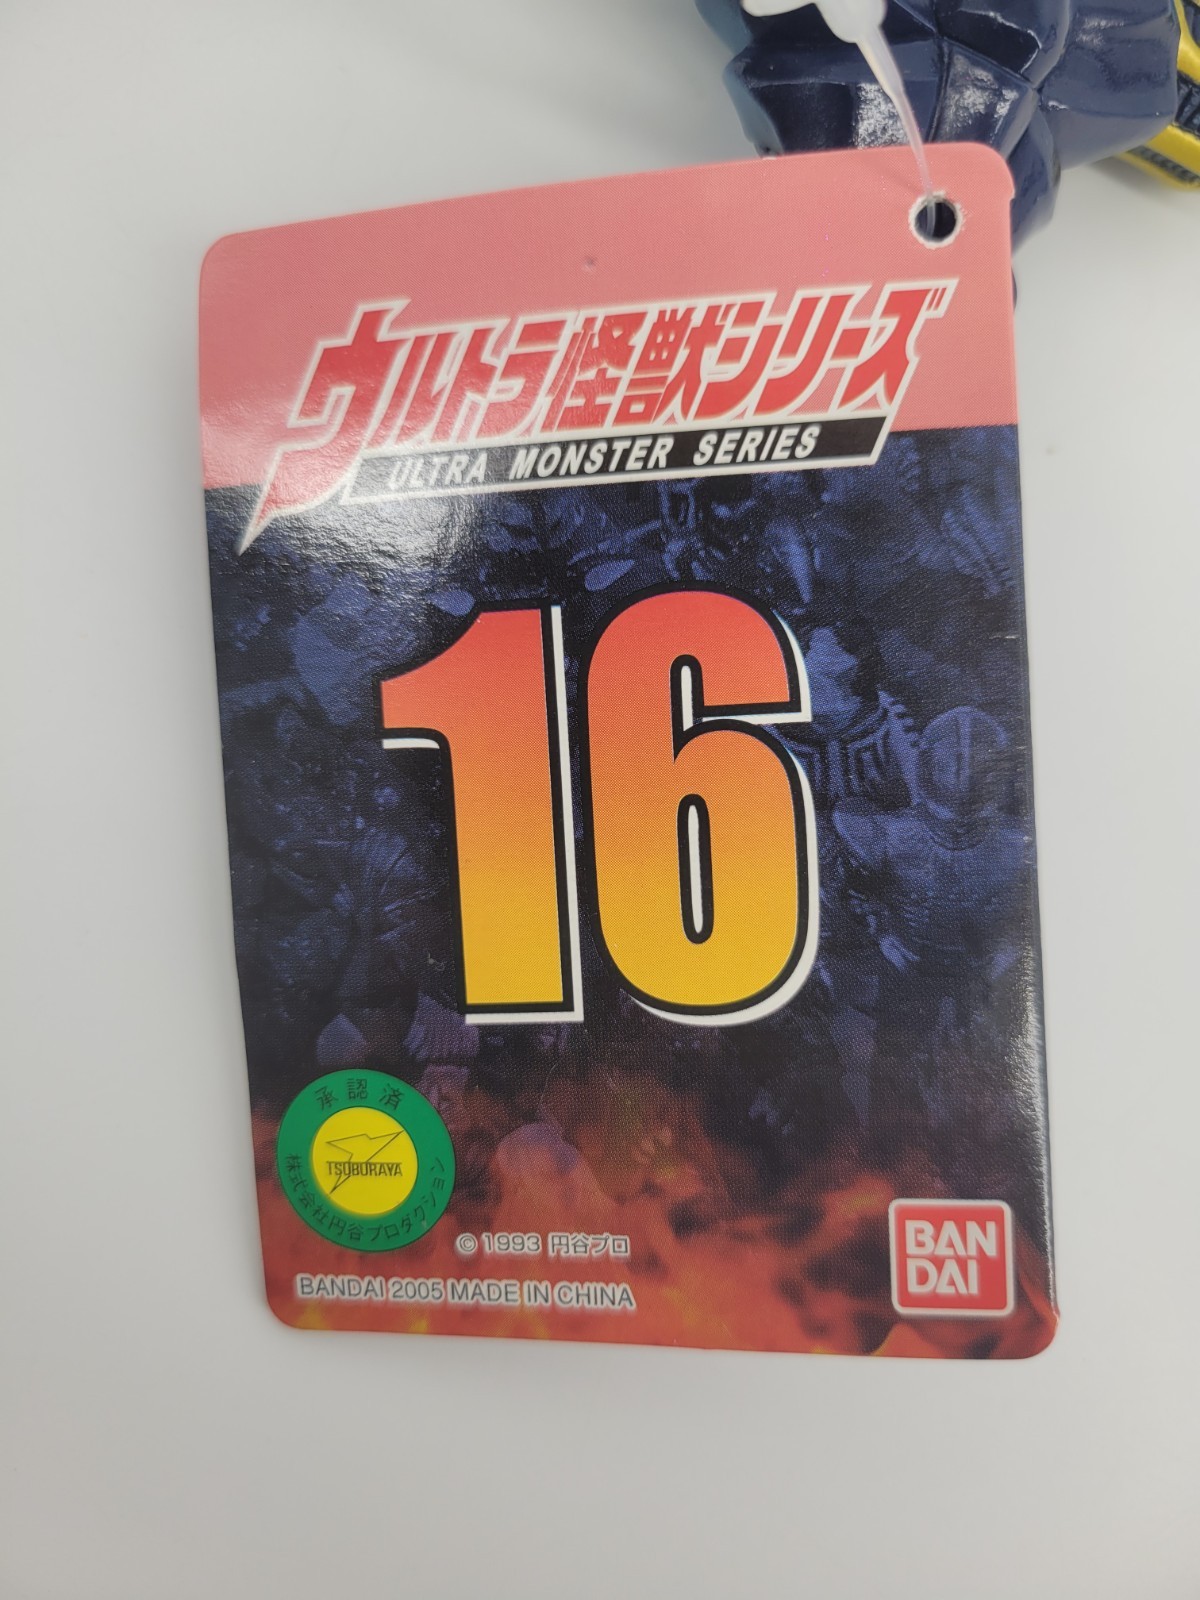 ウルトラ怪獣シリーズ
ULTRA MONSTER SERIES
16
承認済
TSUBURAYA
株式会社円谷プロダクション
© 1993 円谷プロ
BANDAI 2005 MADE IN CHINA
BAN
DAI